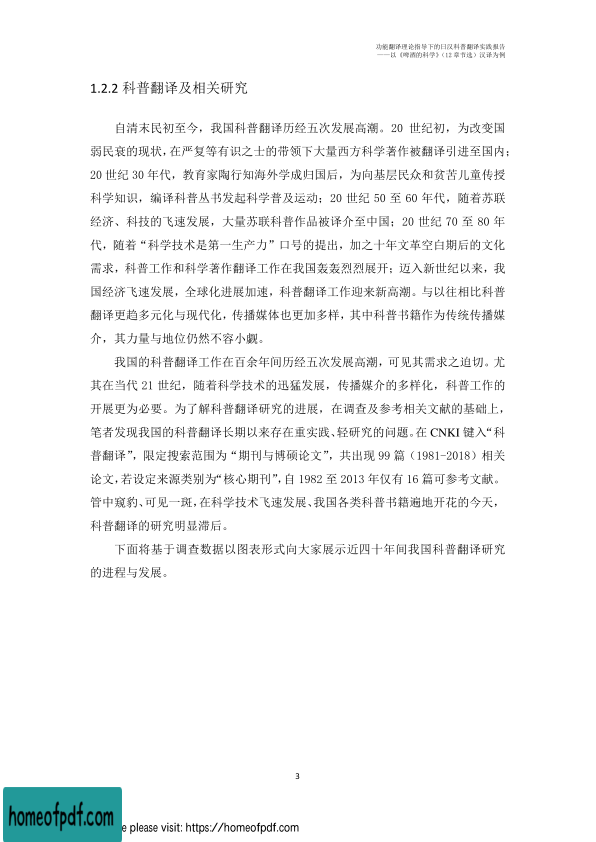 功能翻译理论指导下的日汉科普翻译实践报告
——以《啤酒的科学》（12 章节选）汉译为例
1.2.2 科普翻译及相关研究
自清末民初至今，我国科普翻译历经五次发展高潮。20 世纪初，为改变国
弱民衰的现状，在严复等有识之士的带领下大量西方科学著作被翻译引进至国内；
20 世纪 30 年代，教育家陶行知海外学成归国后，为向基层民众和贫苦儿童传授
科学知识，编译科普丛书发起科学普及运动；20 世纪 50 至 60 年代，随着苏联
经济、科技的飞速发展，大量苏联科普作品被译介至中国；20 世纪 70 至 80 年
代，随着“科学技术是第一生产力”口号的提出，加之十年文革空白期后的文化
需求，科普工作和科学著作翻译工作在我国轰轰烈烈展开；迈入新世纪以来，我
国经济飞速发展，全球化进展加速，科普翻译工作迎来新高潮。与以往相比科普
翻译更趋多元化与现代化，传播媒体也更加多样，其中科普书籍作为传统传播媒
介，其力量与地位仍然不容小觑。
我国的科普翻译工作在百余年间历经五次发展高潮，可见其需求之迫切。尤
其在当代 21 世纪，随着科学技术的迅猛发展，传播媒介的多样化，科普工作的
开展更为必要。为了解科普翻译研究的进展，在调查及参考相关文献的基础上，
笔者发现我国的科普翻译长期以来存在重实践、轻研究的问题。在 CNKI 键入“科
普翻译”，限定搜索范围为“期刊与博硕论文”，共出现 99 篇（1981-2018）相关
论文，若设定来源类别为“核心期刊”，自 1982 至 2013 年仅有 16 篇可参考文献。
管中窥豹、可见一斑，在科学技术飞速发展、我国各类科普书籍遍地开花的今天，
科普翻译的研究明显滞后。
下面将基于调查数据以图表形式向大家展示近四十年间我国科普翻译研究
的进程与发展。
3
homeofpdf.com
e please visit: https://homeofpdf.com